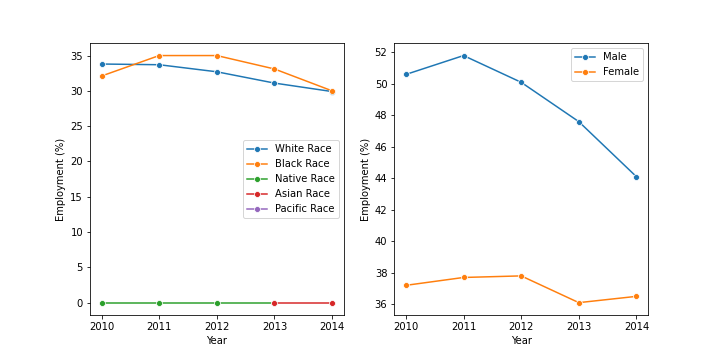 35
30
25
20
15
10
5
0
Employment (%)
White Race
Black Race
Native Race
Asian Race
Pacific Race
2010 2011 2012 2013 2014
Year
52
50
48
46
44
42
40
38
36
Employment (%)
Male
Female
2010 2011 2012 2013 2014
Year